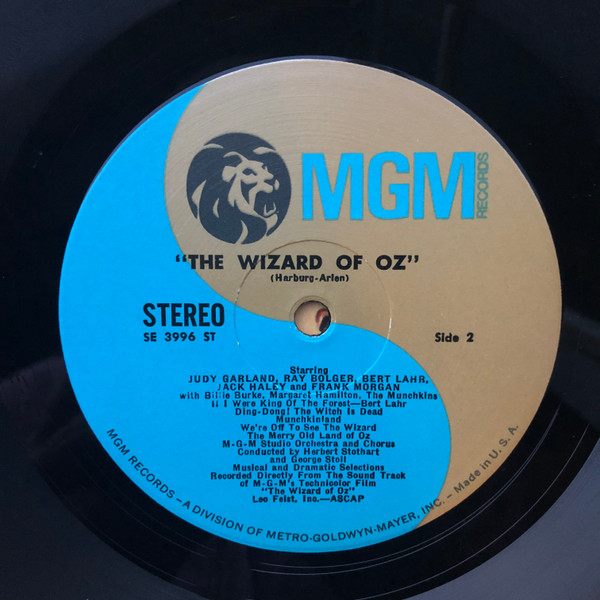 MGM
RECORDS
"THE WIZARD OF OZ"
(Harburg-Arlen)
STEREO
SE 3996 ST
Side 2
Starring
JUDY GARLAND, RAY BOLGER, BERT LAHR,
JACK HALEY and FRANK MORGAN
with Billie Burke, Margaret Hamilton, The Munchkins
If I Were King Of The Forest—Bert Lahr
Ding-Dong! The Witch Is Dead
Munchkinland
We're Off To See The Wizard
The Merry Old Land of Oz
M-G-M Studio Orchestra and Chorus
Conducted by Herbert Stothart
and George Stoll
Musical and Dramatic Selections
Recorded Directly From The Sound Track
of M-G-M's Technicolor Film
"The Wizard of Oz"
Leo Feist, Inc.—ASCAP
MGM RECORDS – A DIVISION OF METRO-GOLDWYN-MAYER, INC. – Made in U. S. A.